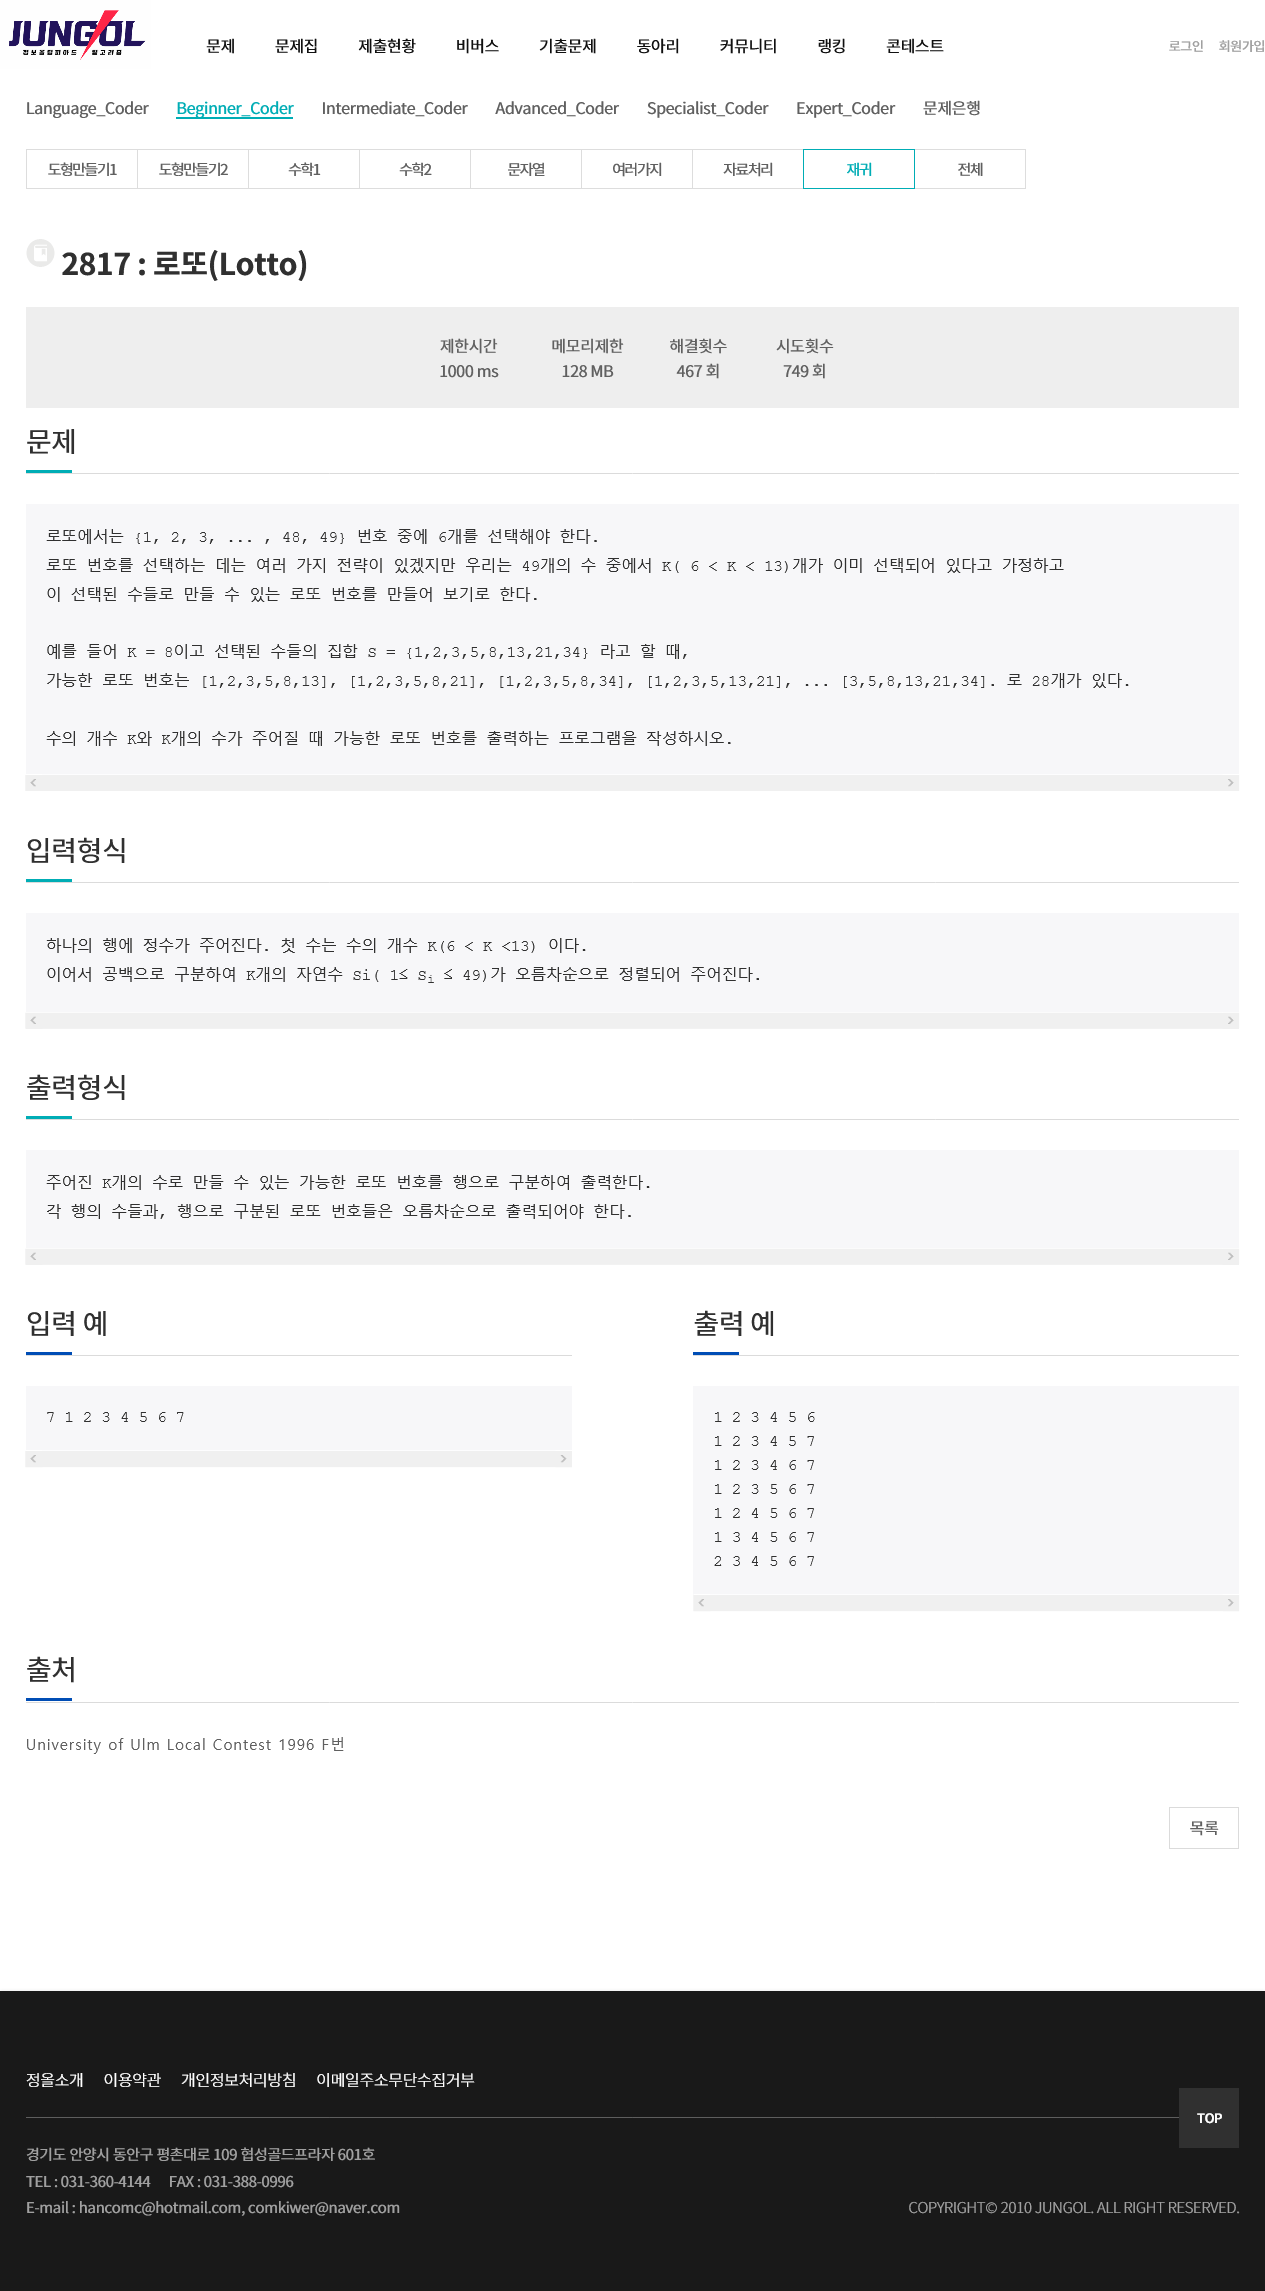 JUNGOL
정보올림피아드 알고리즘
문제 문제집 제출현황 비버스 기출문제 동아리 커뮤니티 랭킹 콘테스트
로그인 회원가입
Language_Coder Beginner_Coder Intermediate_Coder Advanced_Coder Specialist_Coder Expert_Coder 문제은행
도형만들기1 도형만들기2 수학1 수학2 문자열 여러가지 자료처리 재귀 전체
2817 : 로또(Lotto)
제한시간 메모리제한 해결횟수 시도횟수
1000 ms 128 MB 467 회 749 회
문제
로또에서는 {1, 2, 3, ... , 48, 49} 번호 중에 6개를 선택해야 한다.
로또 번호를 선택하는 데는 여러 가지 전략이 있겠지만 우리는 49개의 수 중에서 K( 6 < K < 13)개가 이미 선택되어 있다고 가정하고
이 선택된 수들로 만들 수 있는 로또 번호를 만들어 보기로 한다.
예를 들어 K = 8이고 선택된 수들의 집합 S = {1,2,3,5,8,13,21,34} 라고 할 때,
가능한 로또 번호는 [1,2,3,5,8,13], [1,2,3,5,8,21], [1,2,3,5,8,34], [1,2,3,5,13,21], ... [3,5,8,13,21,34]. 로 28개가 있다.
수의 개수 K와 K개의 수가 주어질 때 가능한 로또 번호를 출력하는 프로그램을 작성하시오.
입력형식
하나의 행에 정수가 주어진다. 첫 수는 수의 개수 K(6 < K <13) 이다.
이어서 공백으로 구분하여 K개의 자연수 Si( 1≤ Si ≤ 49)가 오름차순으로 정렬되어 주어진다.
출력형식
주어진 K개의 수로 만들 수 있는 가능한 로또 번호를 행으로 구분하여 출력한다.
각 행의 수들과, 행으로 구분된 로또 번호들은 오름차순으로 출력되어야 한다.
입력 예
7 1 2 3 4 5 6 7
출력 예
1 2 3 4 5 6
1 2 3 4 5 7
1 2 3 4 6 7
1 2 3 5 6 7
1 2 4 5 6 7
1 3 4 5 6 7
2 3 4 5 6 7
출처
University of Ulm Local Contest 1996 F번
목록
정올소개 이용약관 개인정보처리방침 이메일주소무단수집거부
TOP
경기도 안양시 동안구 평촌대로 109 협성골드프라자 601호
TEL : 031-360-4144 FAX : 031-388-0996
E-mail : hancomc@hotmail.com, comkiwer@naver.com
COPYRIGHT© 2010 JUNGOL. ALL RIGHT RESERVED.